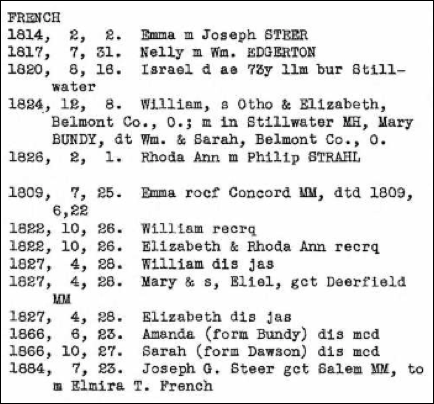 FRENCH
1814, 2, 2. Emma m Joseph STEER
1817, 7, 31. Nelly m Wm. EDGERTON
1820, 8, 16. Israel d ae 73y llm bur Still-
water
1824, 12, 8. William, s Otho & Elizabeth,
Belmont Co., O.; m in Stillwater MH, Mary
BUNDY, dt Wm. & Sarah, Belmont Co., O.
1826, 2, 1. Rhoda Ann m Philip STRAHL
1809, 7, 25. Emma rocf Concord MM, dtd 1809,
6,22
1822, 10, 26. William recrq
1822, 10, 26. Elizabeth & Rhoda Ann recrq
1827, 4, 28. William dis jas
1827, 4, 28. Mary & s, Eliel, gct Deerfield
MM
1827, 4, 28. Elizabeth dis jas
1866, 6, 23. Amanda (form Bundy) dis mcd
1866, 10, 27. Sarah (form Dawson) dis mcd
1884, 7, 23. Joseph G. Steer gct Salem MM, to
m Elmira T. French